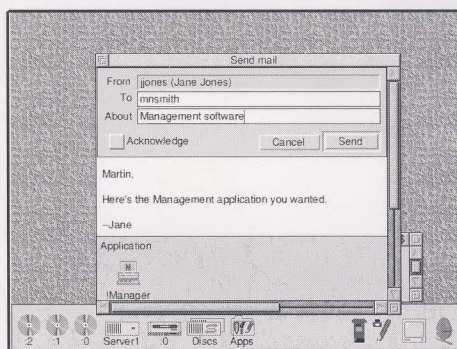 Send mail
From jjones (Jane Jones)
To mnsmith
About Management software
Acknowledge Cancel Send
Martin,
Here's the Management application you wanted.
--Jane
Application
!Manager
:2 :1 :0 Server1 :0 Discs Apps